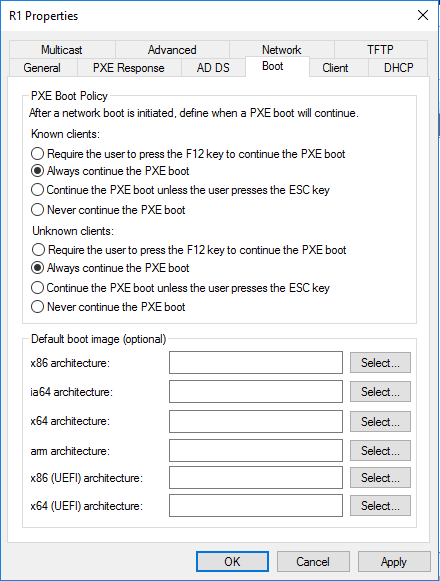 R1 Properties
Multicast Advanced Network TFTP
General PXE Response AD DS Boot Client DHCP
PXE Boot Policy
After a network boot is initiated, define when a PXE boot will continue.
Known clients:
Require the user to press the F12 key to continue the PXE boot
Always continue the PXE boot
Continue the PXE boot unless the user presses the ESC key
Never continue the PXE boot
Unknown clients:
Require the user to press the F12 key to continue the PXE boot
Always continue the PXE boot
Continue the PXE boot unless the user presses the ESC key
Never continue the PXE boot
Default boot image (optional)
x86 architecture: Select...
ia64 architecture: Select...
x64 architecture: Select...
arm architecture: Select...
x86 (UEFI) architecture: Select...
x64 (UEFI) architecture: Select...
OK Cancel Apply